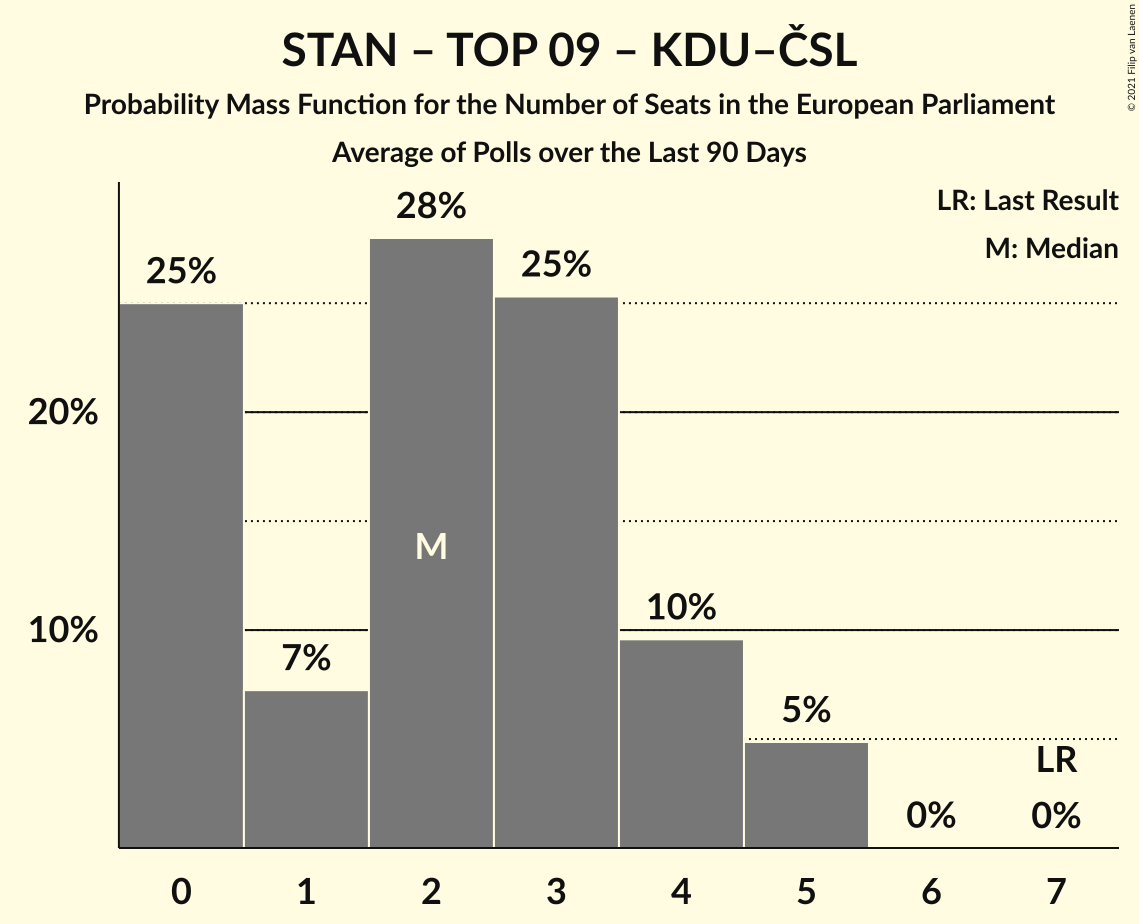 STAN – TOP 09 – KDU–ČSL
Probability Mass Function for the Number of Seats in the European Parliament
Average of Polls over the Last 90 Days
© 2021 Filip van Laenen
LR: Last Result
M: Median
28%
25%
25%
20%
M
10%
10%
7%
5%
LR
0%
0%
0 1 2 3 4 5 6 7